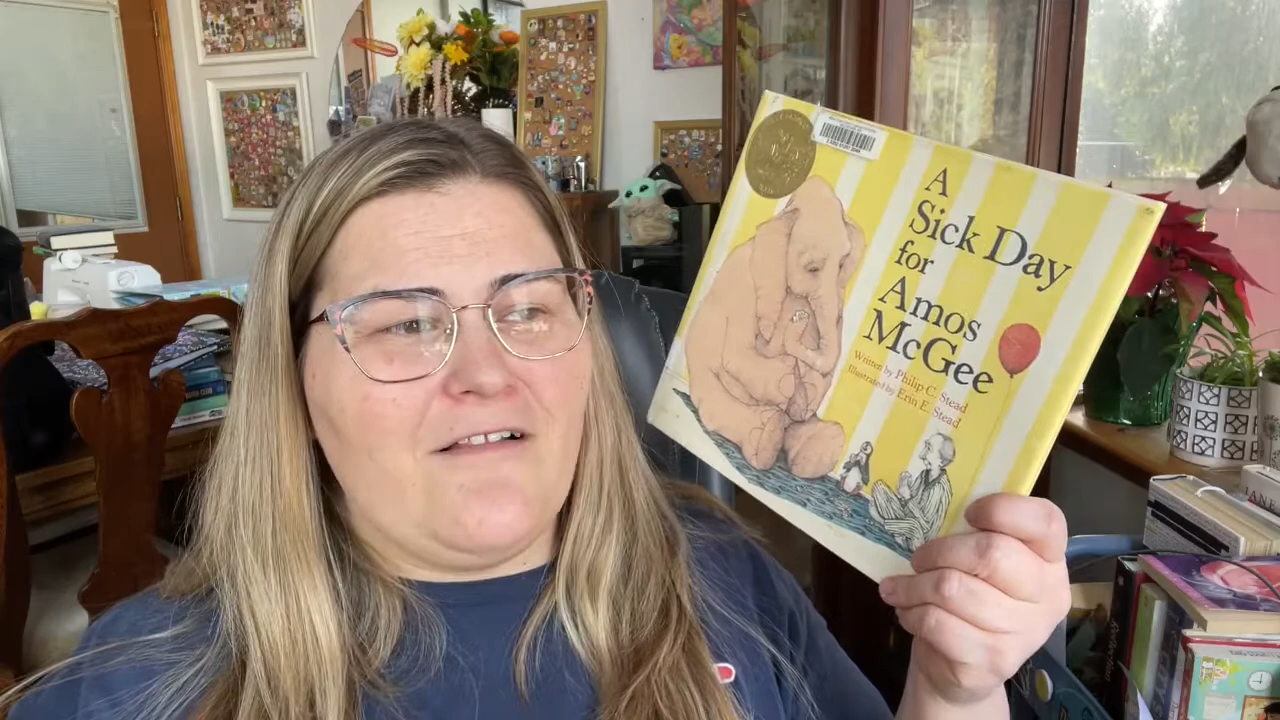 A
Sick Day
for
Amos
McGee
Written by Philip C. Stead
Illustrated by Erin E. Stead